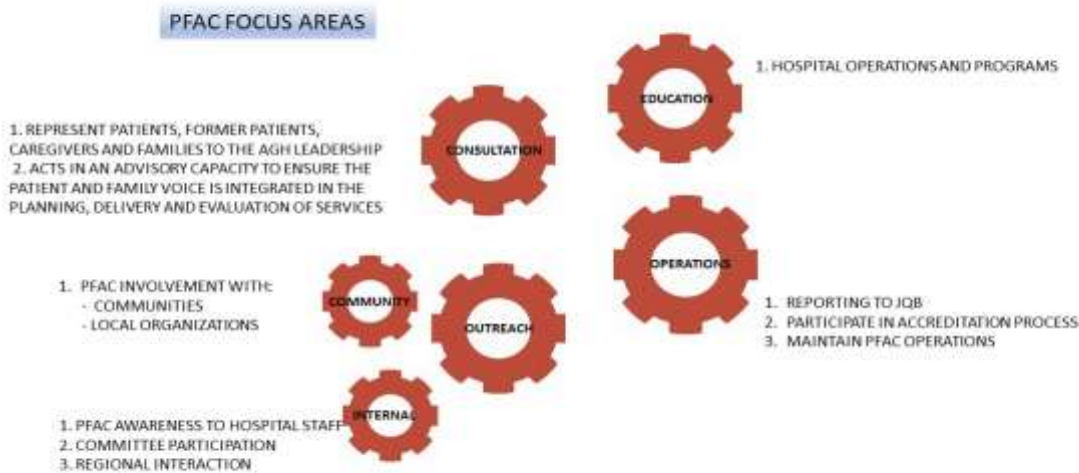 PFAC FOCUS AREAS
EDUCATION
1. HOSPITAL OPERATIONS AND PROGRAMS
CONSULTATION
1. REPRESENT PATIENTS, FORMER PATIENTS,
CAREGIVERS AND FAMILIES TO THE AGH LEADERSHIP
2. ACTS IN AN ADVISORY CAPACITY TO ENSURE THE
PATIENT AND FAMILY VOICE IS INTEGRATED IN THE
PLANNING, DELIVERY AND EVALUATION OF SERVICES
OPERATIONS
1. REPORTING TO JQB
2. PARTICIPATE IN ACCREDITATION PROCESS
3. MAINTAIN PFAC OPERATIONS
COMMUNITY
1. PFAC INVOLVEMENT WITH:
- COMMUNITIES
- LOCAL ORGANIZATIONS
OUTREACH
INTERNAL
1. PFAC AWARENESS TO HOSPITAL STAFF
2. COMMITTEE PARTICIPATION
3. REGIONAL INTERACTION